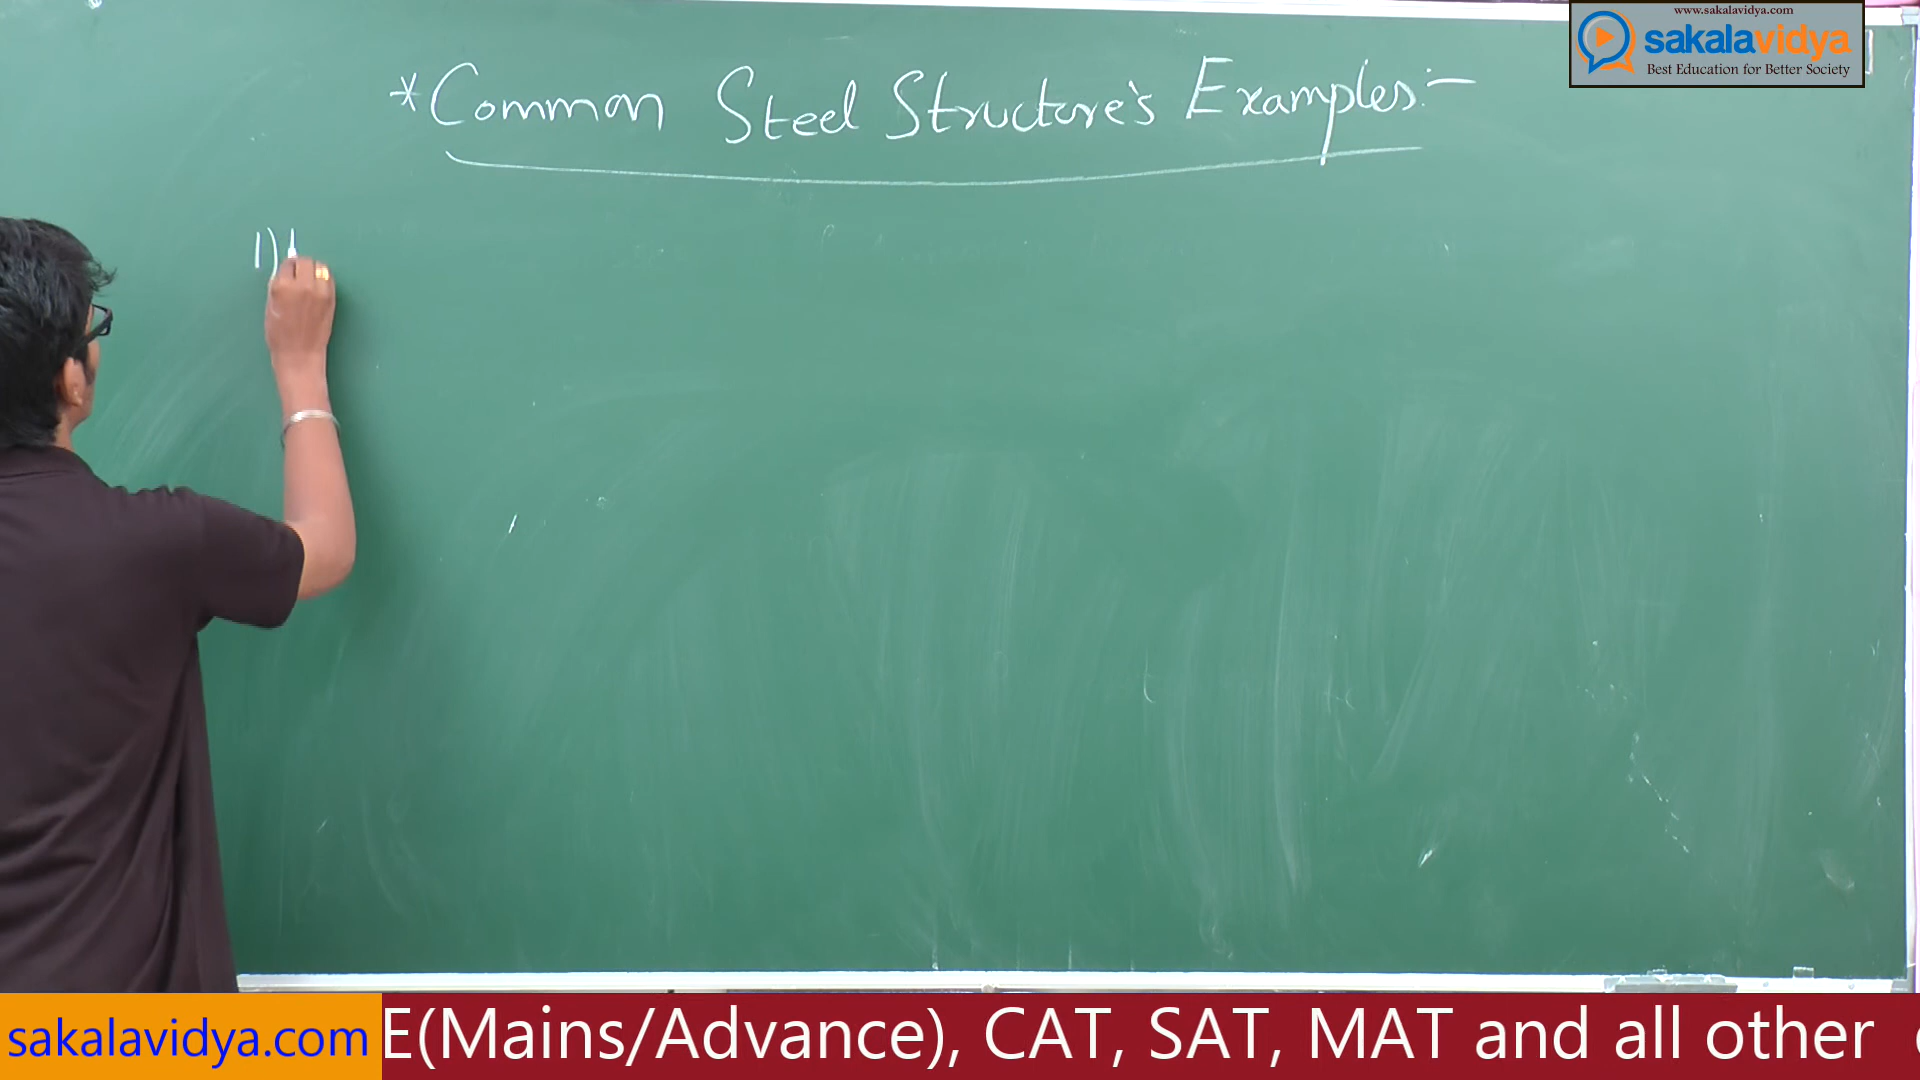 www.sakalavidya.com
sakalavidya
Best Education for Better Society
*Common Steel Structure's Examples:-
1)
sakalavidya.com E(Mains/Advance), CAT, SAT, MAT and all other